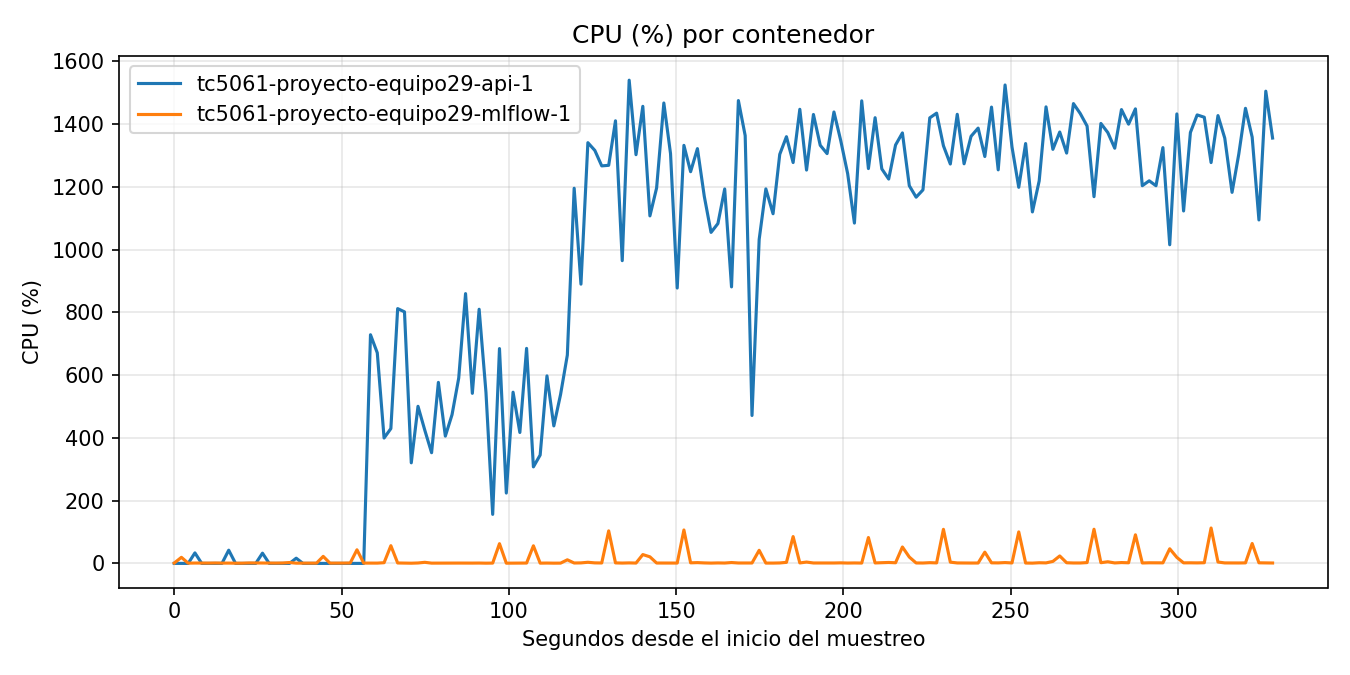 CPU (%) por contenedor
tc5061-proyecto-equipo29-api-1
tc5061-proyecto-equipo29-mlflow-1
CPU (%)
1600
1400
1200
1000
800
600
400
200
0
0 50 100 150 200 250 300
Segundos desde el inicio del muestreo